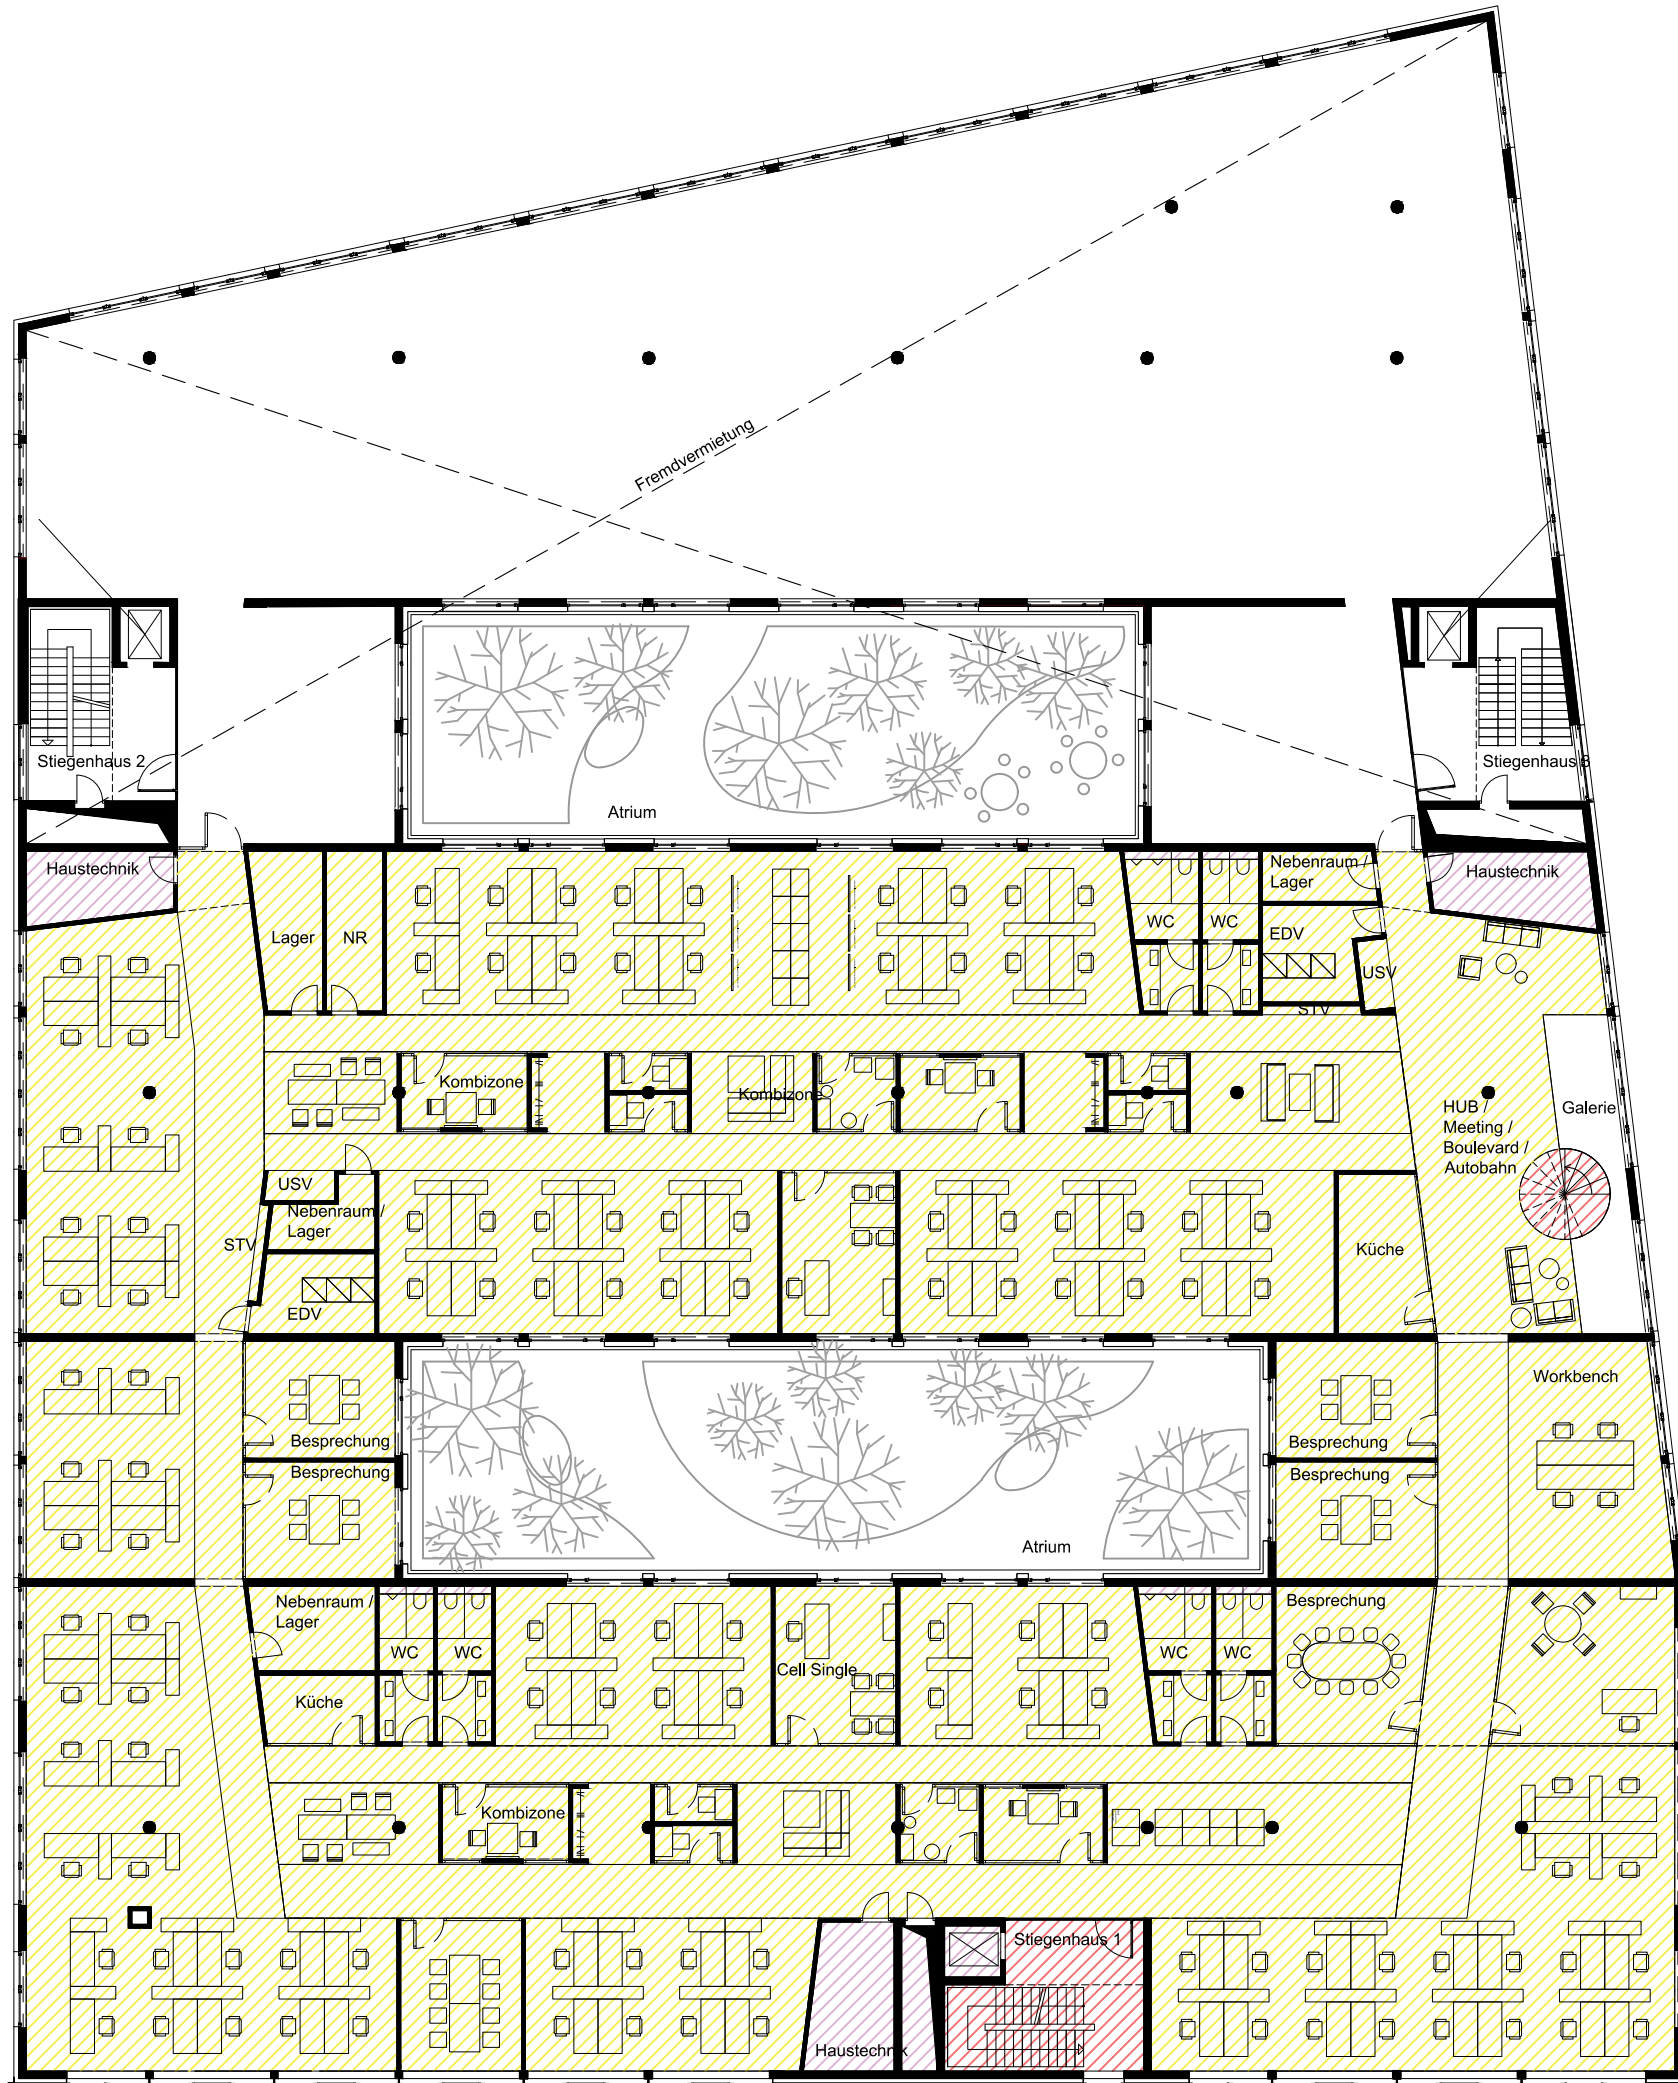 Fremdvermietung
Stiegenhaus 2
Stiegenhaus 3
Atrium
Haustechnik
Nebenraum /
Lager
Haustechnik
WC
WC
Lager
NR
EDV
USV
STV
Kombizone
Kombizone
HUB /
Meeting /
Boulevard /
Autobahn
Galerie
USV
Nebenraum /
Lager
STV
Küche
EDV
Workbench
Besprechung
Besprechung
Besprechung
Besprechung
Atrium
Nebenraum /
Lager
Besprechung
WC
WC
WC
WC
Cell Single
Küche
Kombizone
Stiegenhaus 1
Haustechnik